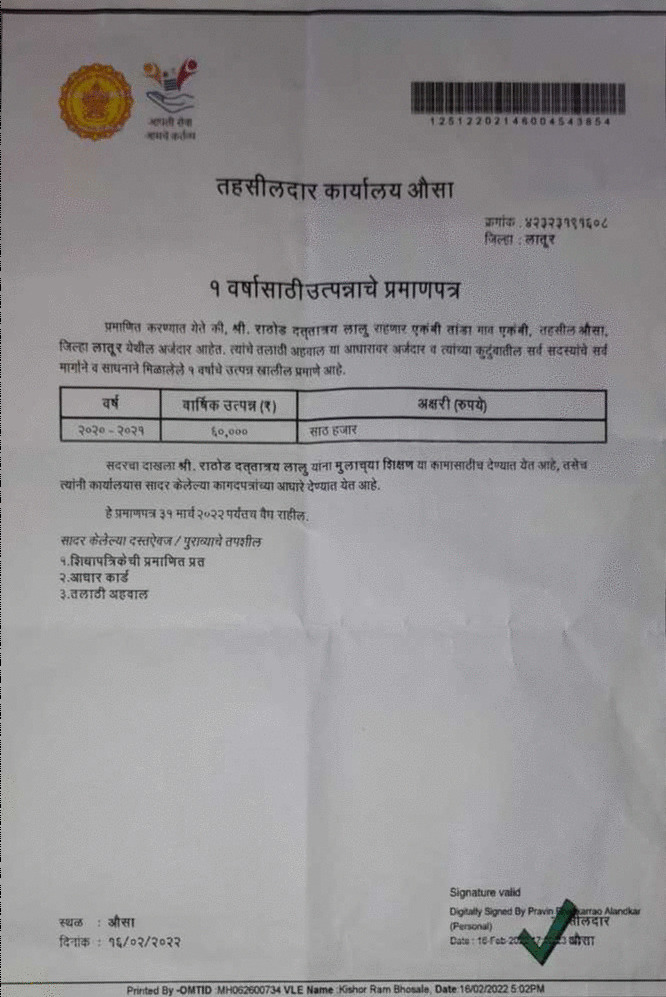 आपली सेवा
आमचे कर्तव्य
12512202146004543854
तहसीलदार कार्यालय औसा
क्रमांक : ४२३२३१९१६०८
जिल्हा : लातूर
१ वर्षासाठी उत्पन्नाचे प्रमाणपत्र
प्रमाणित करण्यात येते की, श्री. राठोड दत्तात्रय लालु राहणार एकंबी तांडा गाव एकंबी, तहसील औसा,
जिल्हा लातूर येथील अर्जदार आहेत. त्यांचे तलाठी अहवाल या आधारावर अर्जदार व त्यांच्या कुटुंबातील सर्व सदस्यांचे सर्व
मार्गाने व साधनाने मिळालेले १ वर्षाचे उत्पन्न खालील प्रमाणे आहे.
वर्ष वार्षिक उत्पन्न (₹) अक्षरी (रुपये)
२०२० - २०२१ ६०,००० साठ हजार
सदरचा दाखला श्री. राठोड दत्तात्रय लालु यांना मुलाच्या शिक्षण या कामासाठीच देण्यात येत आहे, तसेच
त्यांनी कार्यालयास सादर केलेल्या कागदपत्रांच्या आधारे देण्यात येत आहे.
हे प्रमाणपत्र ३१ मार्च २०२२ पर्यंतच वैध राहील.
सादर केलेल्या दस्तऐवज / पुराव्याचे तपशील
१.शिधापत्रिकेची प्रमाणित प्रत
२.आधार कार्ड
३.तलाठी अहवाल
Signature valid
Digitally Signed By Pravin Alandkar
(Personal)
Date : 16-Feb-
औसा
स्थळ : औसा
दिनांक : १६/०२/२०२२
Printed By -OMTID :MH062600734 VLE Name :Kishor Ram Bhosale, Date:16/02/2022 5:02PM